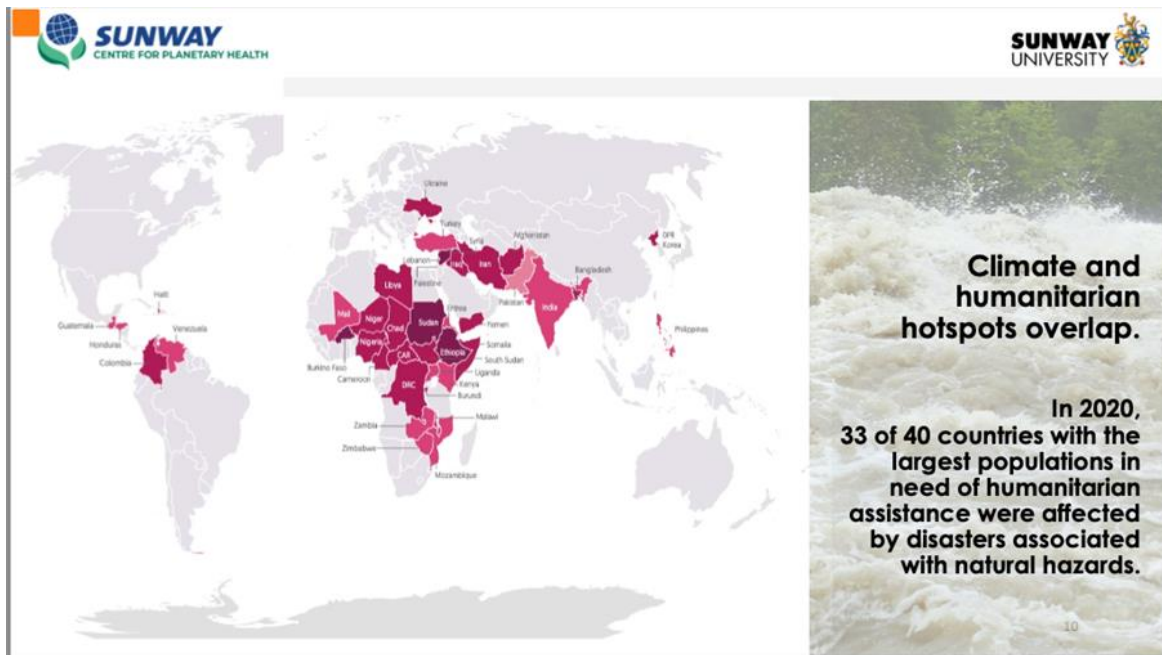 SUNWAY
CENTRE FOR PLANETARY HEALTH
SUNWAY
UNIVERSITY
Ukraine
Turkey
Syria
Afghanistan
DPR
Korea
Lebanon
Iraq
Iran
Bangladesh
Palestine
Libya
Pakistan
India
Haiti
Mali
Niger
Chad
Sudan
Eritrea
Yemen
Philippines
Guatemala
Venezuela
Honduras
Nigeria
Ethiopia
Somalia
Colombia
CAR
South Sudan
Burkina Faso
Uganda
Cameroon
Kenya
DRC
Burundi
Malawi
Zambia
Zimbabwe
Mozambique
Climate and
humanitarian
hotspots overlap.
In 2020,
33 of 40 countries with the
largest populations in
need of humanitarian
assistance were affected
by disasters associated
with natural hazards.
10